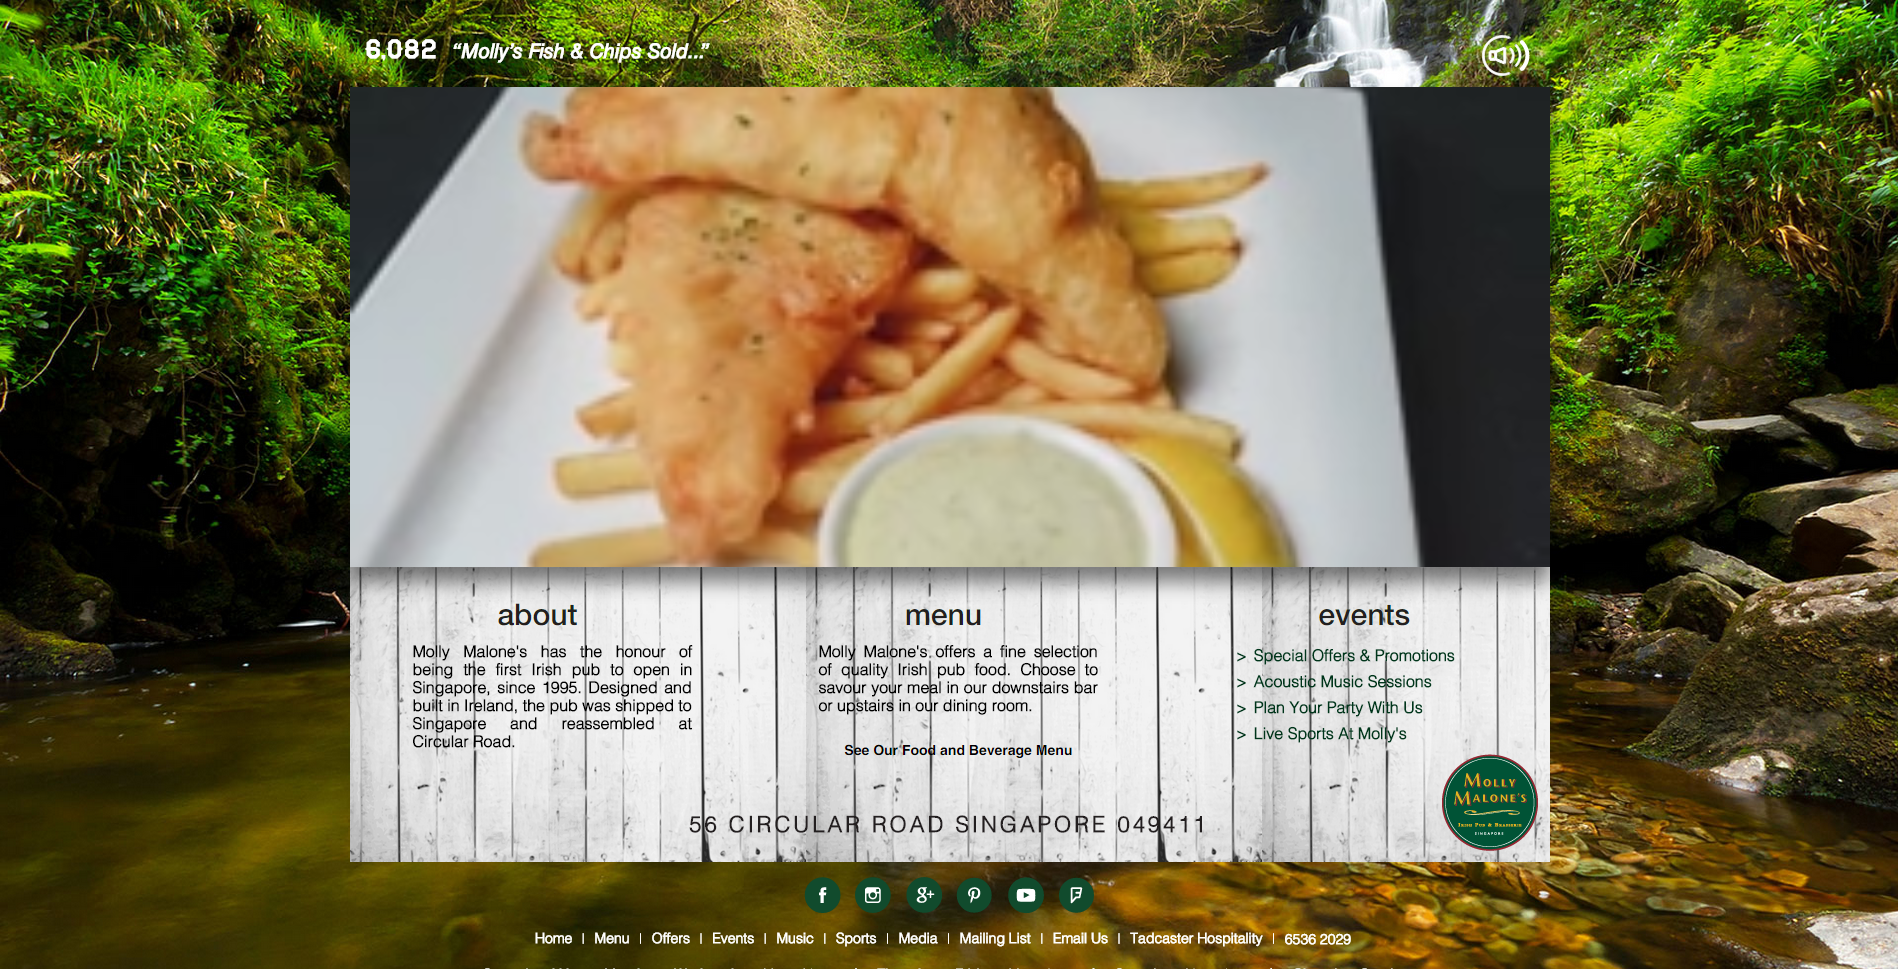 6,082 “Molly's Fish & Chips Sold...”
about
Molly Malone's has the honour of
being the first Irish pub to open in
Singapore, since 1995. Designed and
built in Ireland, the pub was shipped to
Singapore and reassembled at
Circular Road.
menu
Molly Malone's offers a fine selection
of quality Irish pub food. Choose to
savour your meal in our downstairs bar
or upstairs in our dining room.
See Our Food and Beverage Menu
events
> Special Offers & Promotions
> Acoustic Music Sessions
> Plan Your Party With Us
> Live Sports At Molly's
MOLLY
MALONE'S
IRISH PUB & BRASSERIE
SINGAPORE
56 CIRCULAR ROAD SINGAPORE 049411
Home | Menu | Offers | Events | Music | Sports | Media | Mailing List | Email Us | Tadcaster Hospitality | 6536 2029